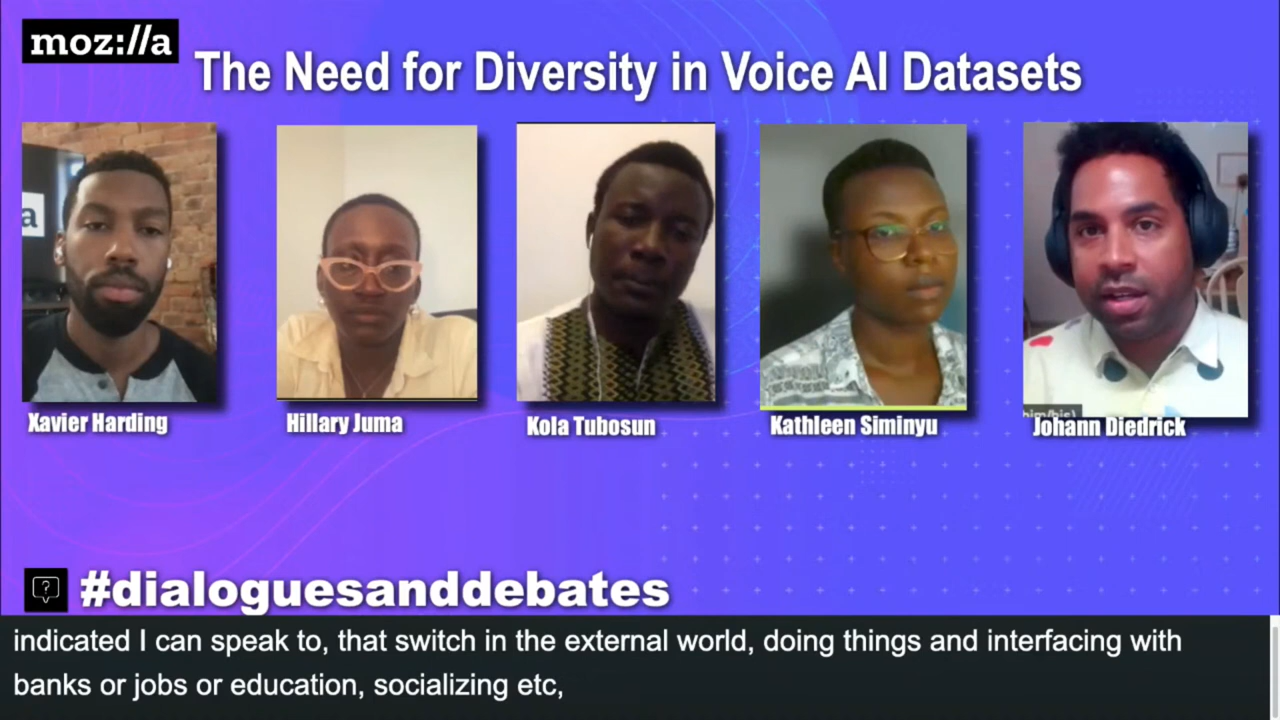 moz://a
The Need for Diversity in Voice AI Datasets
a
Xavier Harding
Hillary Juma
Kola Tubosun
Kathleen Siminyu
him/his)
Johann Diedrick
?
#dialoguesanddebates
indicated I can speak to, that switch in the external world, doing things and interfacing with
banks or jobs or education, socializing etc,